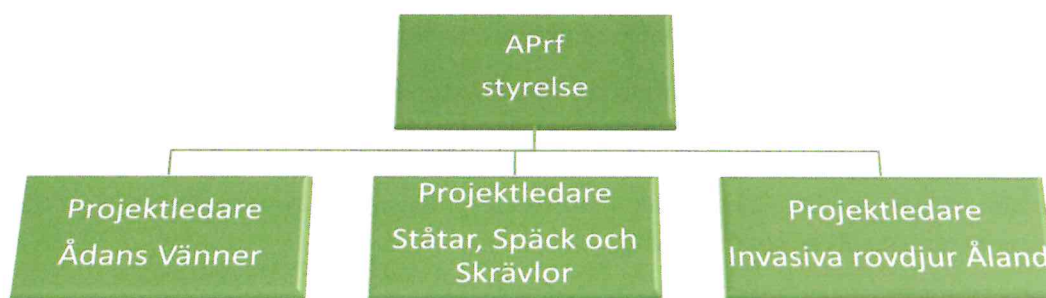 APrf
styrelse
Projektledare
Ådans Vänner
Projektledare
Ståtar, Späck och
Skrävlor
Projektledare
Invasiva rovdjur Åland